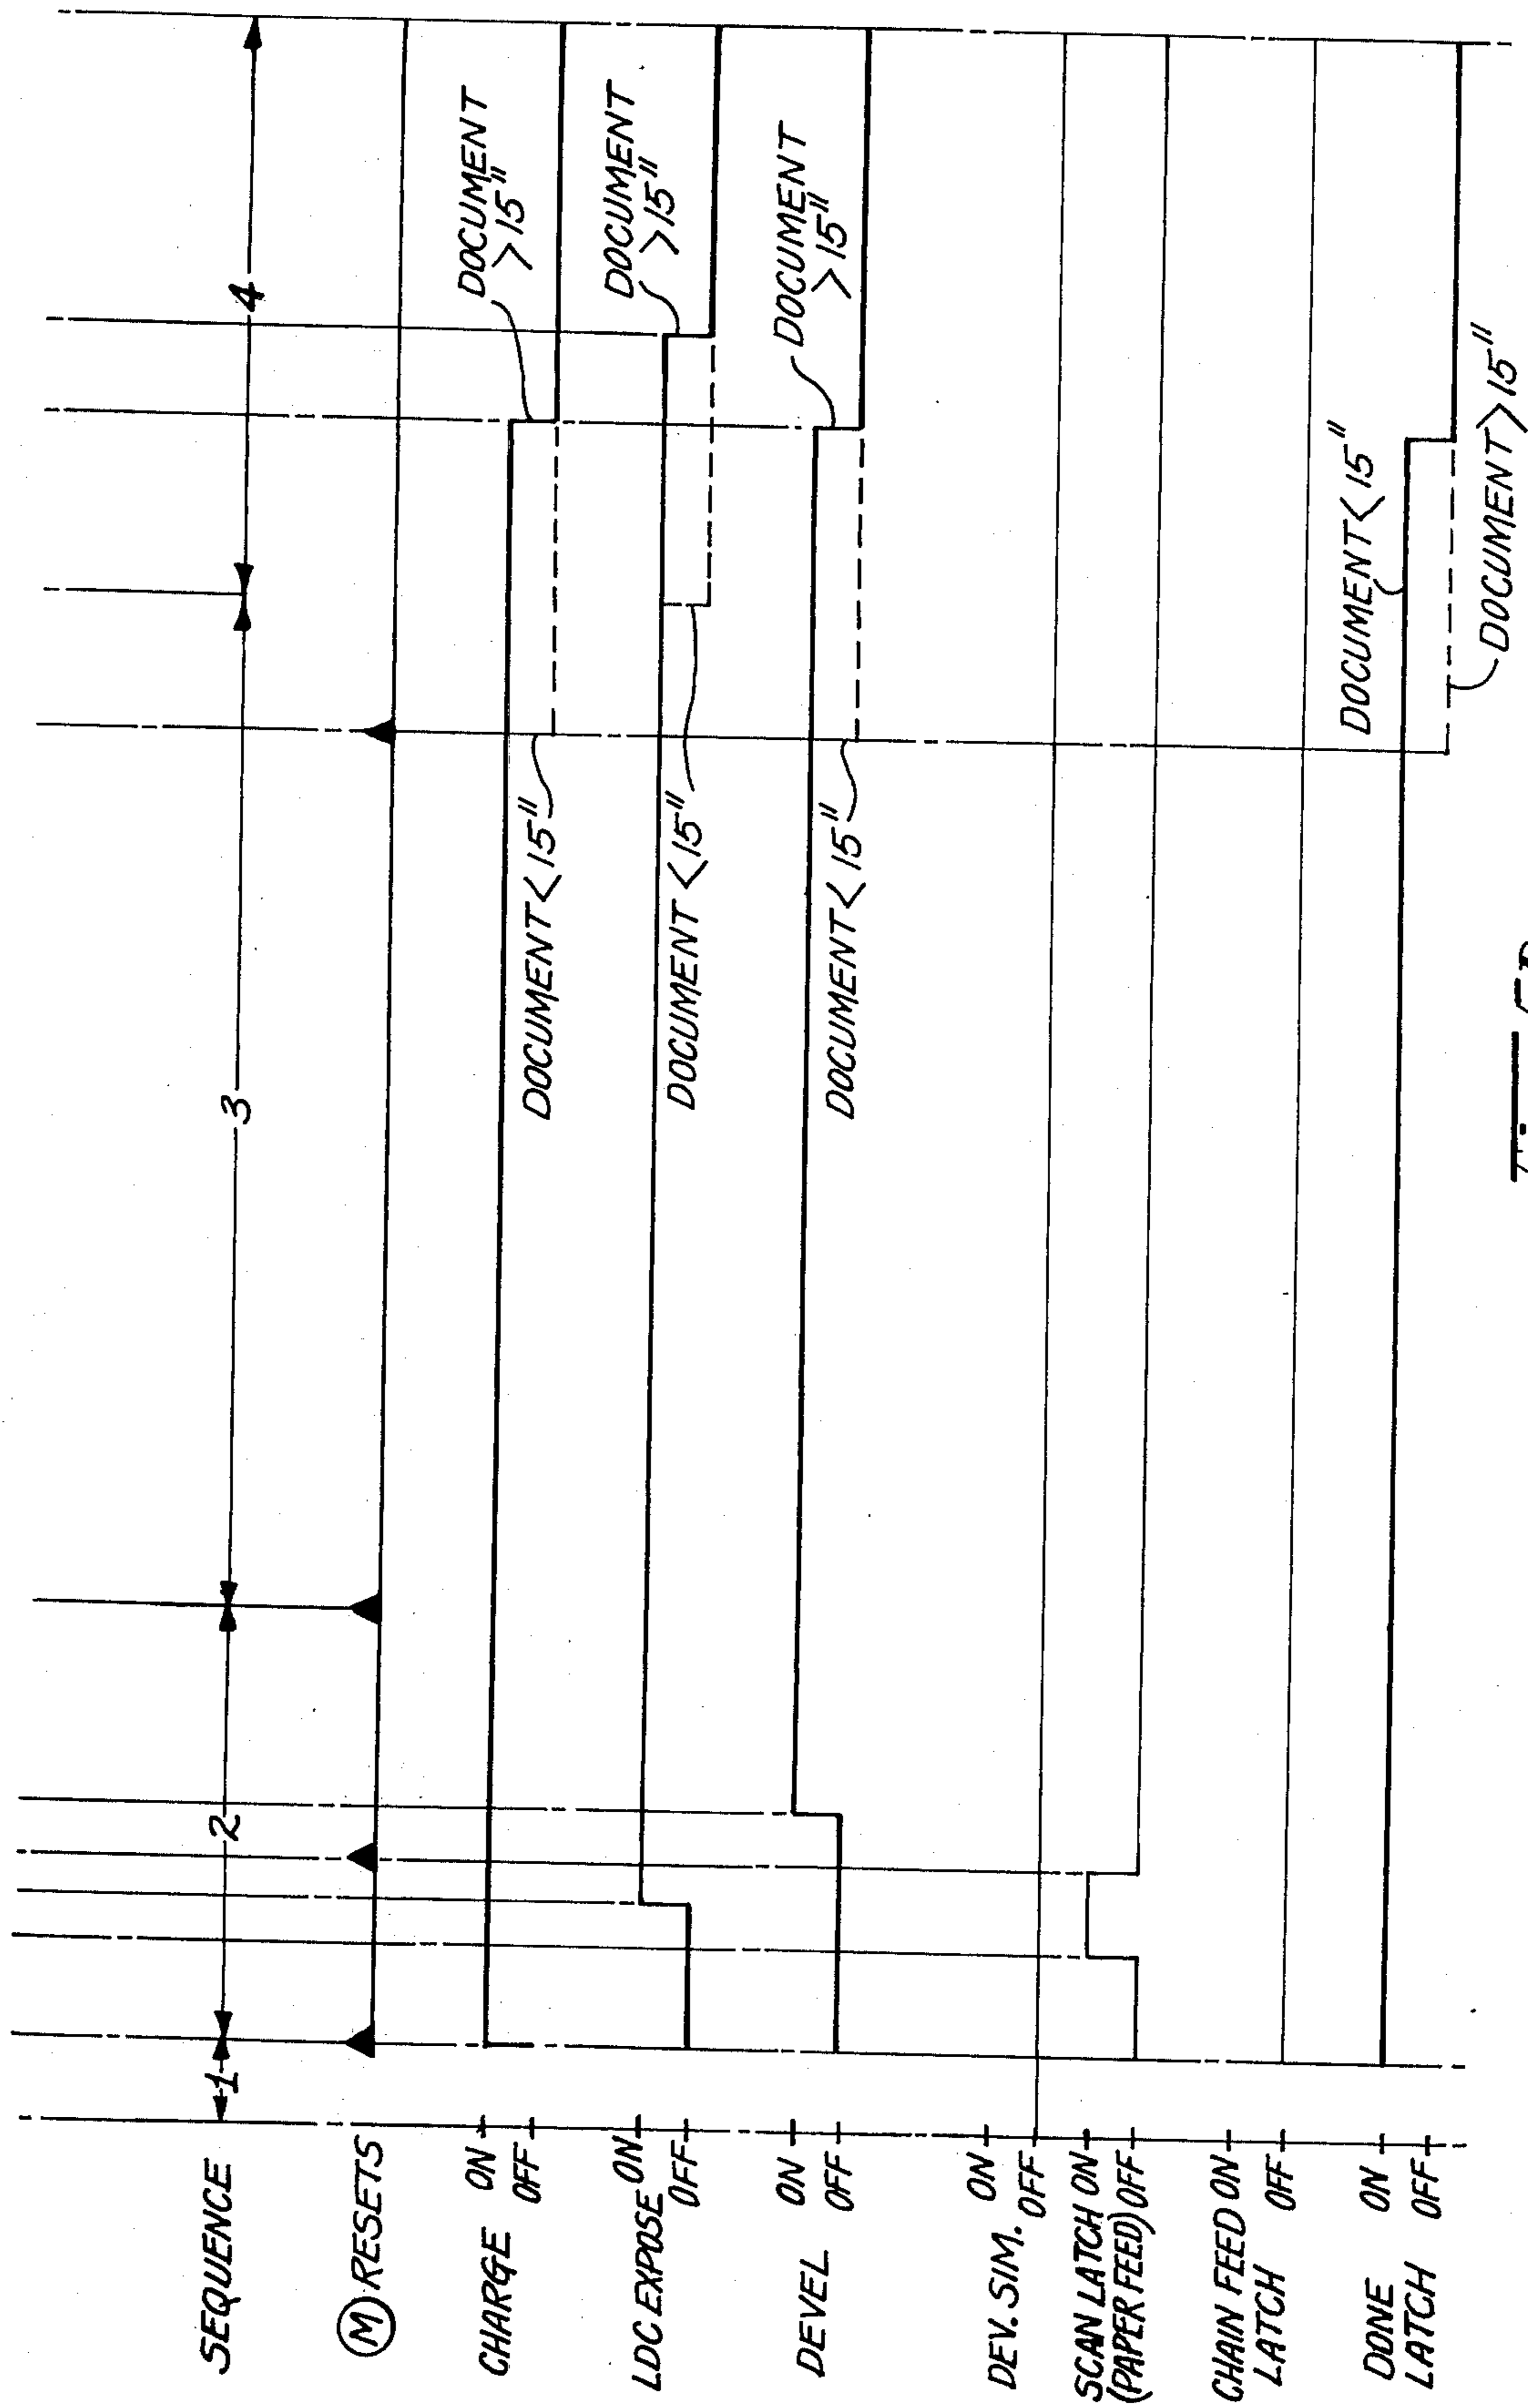 SEQUENCE
1
2
3
4
M RESETS
CHARGE ON
OFF
DOCUMENT < 15"
DOCUMENT
> 15"
LDC EXPOSE ON
OFF
DOCUMENT < 15"
DOCUMENT
> 15"
DEVEL ON
OFF
DOCUMENT < 15"
DOCUMENT
> 15"
DEV. SIM. ON
OFF
SCAN LATCH ON
(PAPER FEED) OFF
CHAIN FEED ON
LATCH OFF
DONE ON
LATCH OFF
DOCUMENT < 15"
DOCUMENT > 15"